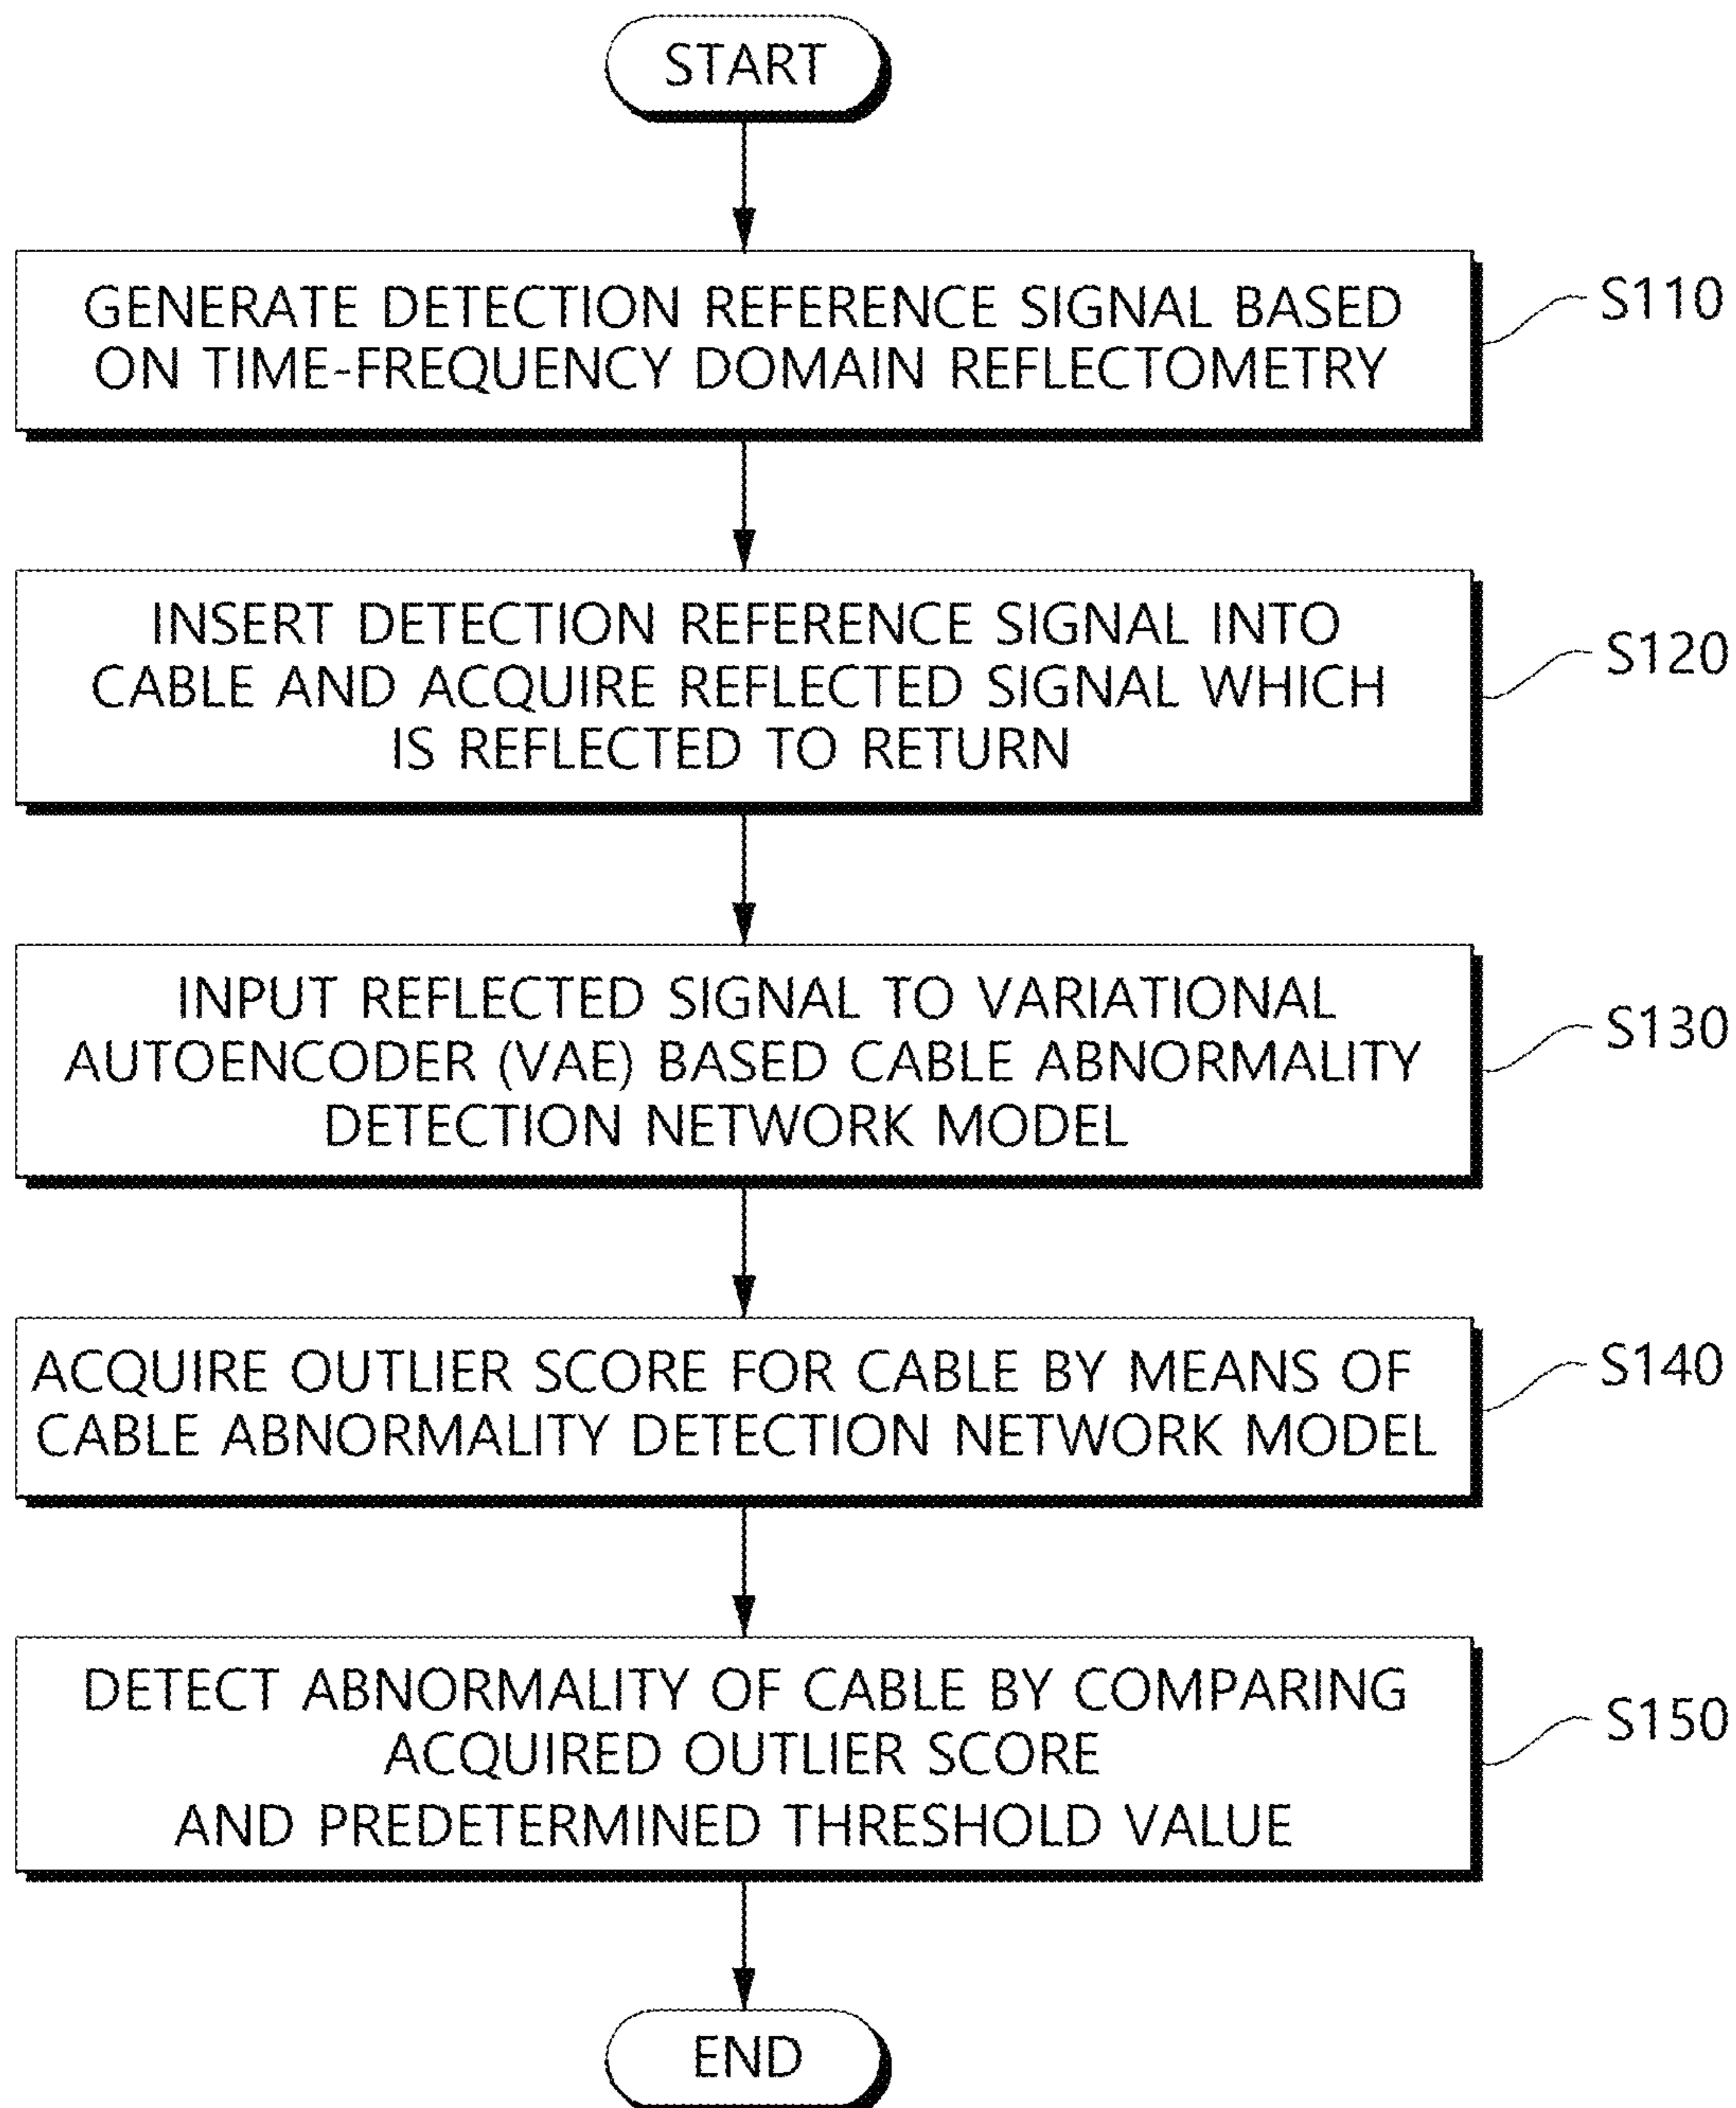 START
GENERATE DETECTION REFERENCE SIGNAL BASED
ON TIME-FREQUENCY DOMAIN REFLECTOMETRY
S110
INSERT DETECTION REFERENCE SIGNAL INTO
CABLE AND ACQUIRE REFLECTED SIGNAL WHICH
IS REFLECTED TO RETURN
S120
INPUT REFLECTED SIGNAL TO VARIATIONAL
AUTOENCODER (VAE) BASED CABLE ABNORMALITY
DETECTION NETWORK MODEL
S130
ACQUIRE OUTLIER SCORE FOR CABLE BY MEANS OF
CABLE ABNORMALITY DETECTION NETWORK MODEL
S140
DETECT ABNORMALITY OF CABLE BY COMPARING
ACQUIRED OUTLIER SCORE
AND PREDETERMINED THRESHOLD VALUE
S150
END